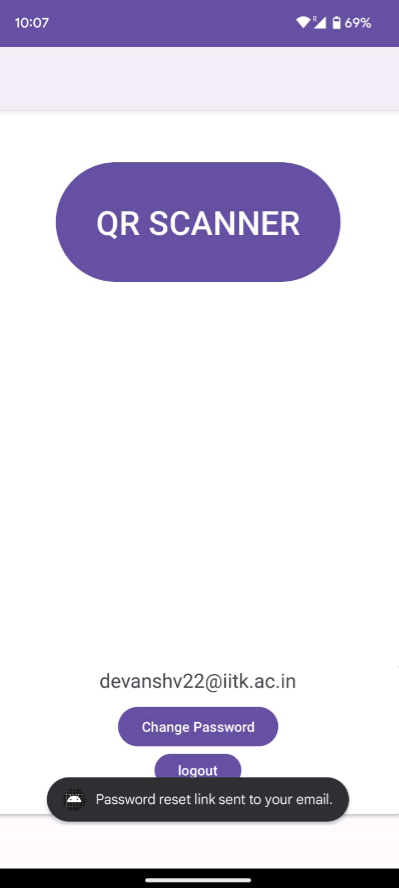 10:07
R
69%
QR SCANNER
devanshv22@iitk.ac.in
Change Password
logout
Password reset link sent to your email.